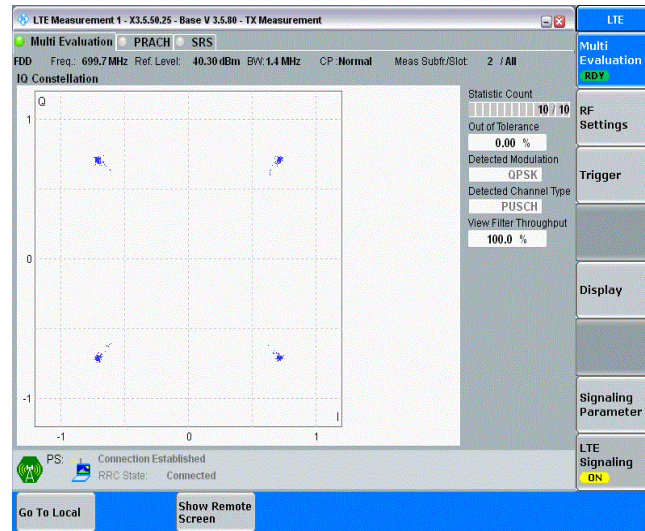 LTE Measurement 1 - X3.5.50.25 - Base V 3.5.80 - TX Measurement
LTE
Multi Evaluation PRACH SRS
FDD Freq.: 699.7 MHz Ref. Level: 40.30 dBm BW: 1.4 MHz CP: Normal Meas Subfr/Slot: 2 / All
IQ Constellation
Q
1
0
-1
-1 0 1
I
Statistic Count
10 / 10
Out of Tolerance
0.00 %
Detected Modulation
QPSK
Detected Channel Type
PUSCH
View Filter Throughput
100.0 %
Multi
Evaluation
RDY
RF
Settings
Trigger
Display
Signaling
Parameter
LTE
Signaling
ON
PS: Connection Established
RRC State: Connected
Go To Local
Show Remote
Screen